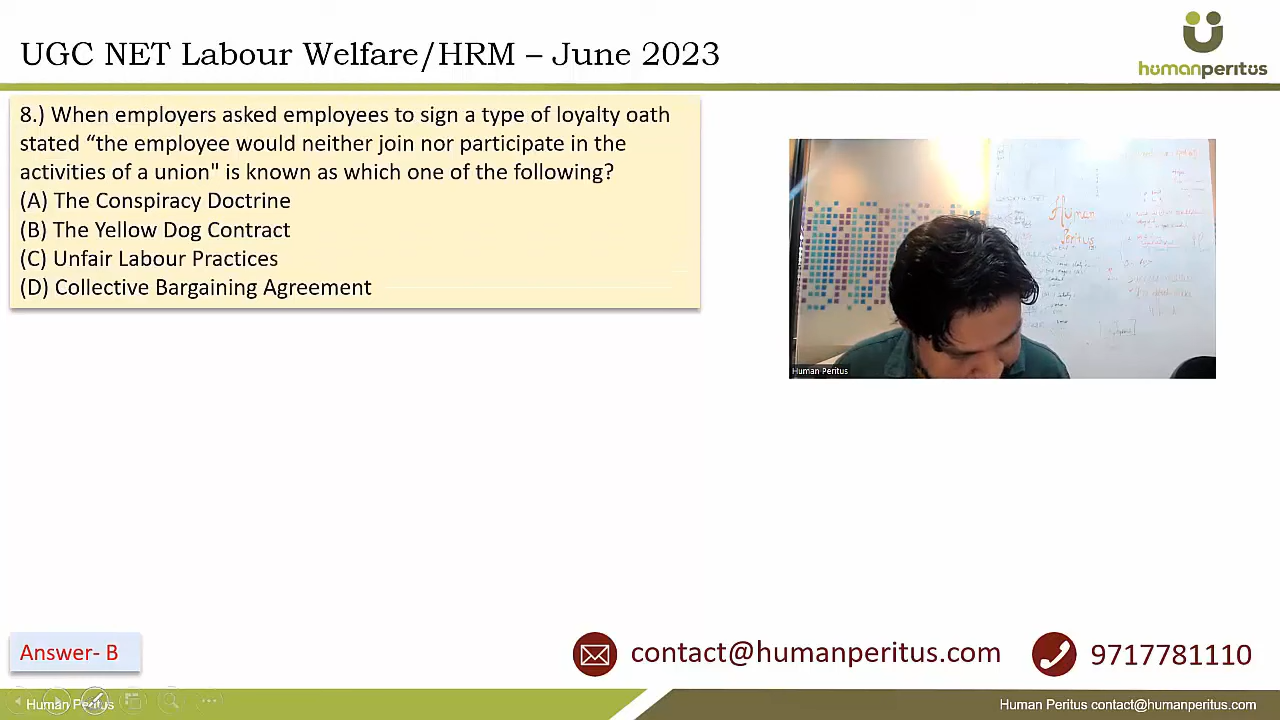 UGC NET Labour Welfare/HRM – June 2023
humanperitus
8.) When employers asked employees to sign a type of loyalty oath
stated “the employee would neither join nor participate in the
activities of a union" is known as which one of the following?
(A) The Conspiracy Doctrine
(B) The Yellow Dog Contract
(C) Unfair Labour Practices
(D) Collective Bargaining Agreement
Human
Peritus
Human Peritus
Answer- B
contact@humanperitus.com
9717781110
Human Peritus
Human Peritus contact@humanperitus.com